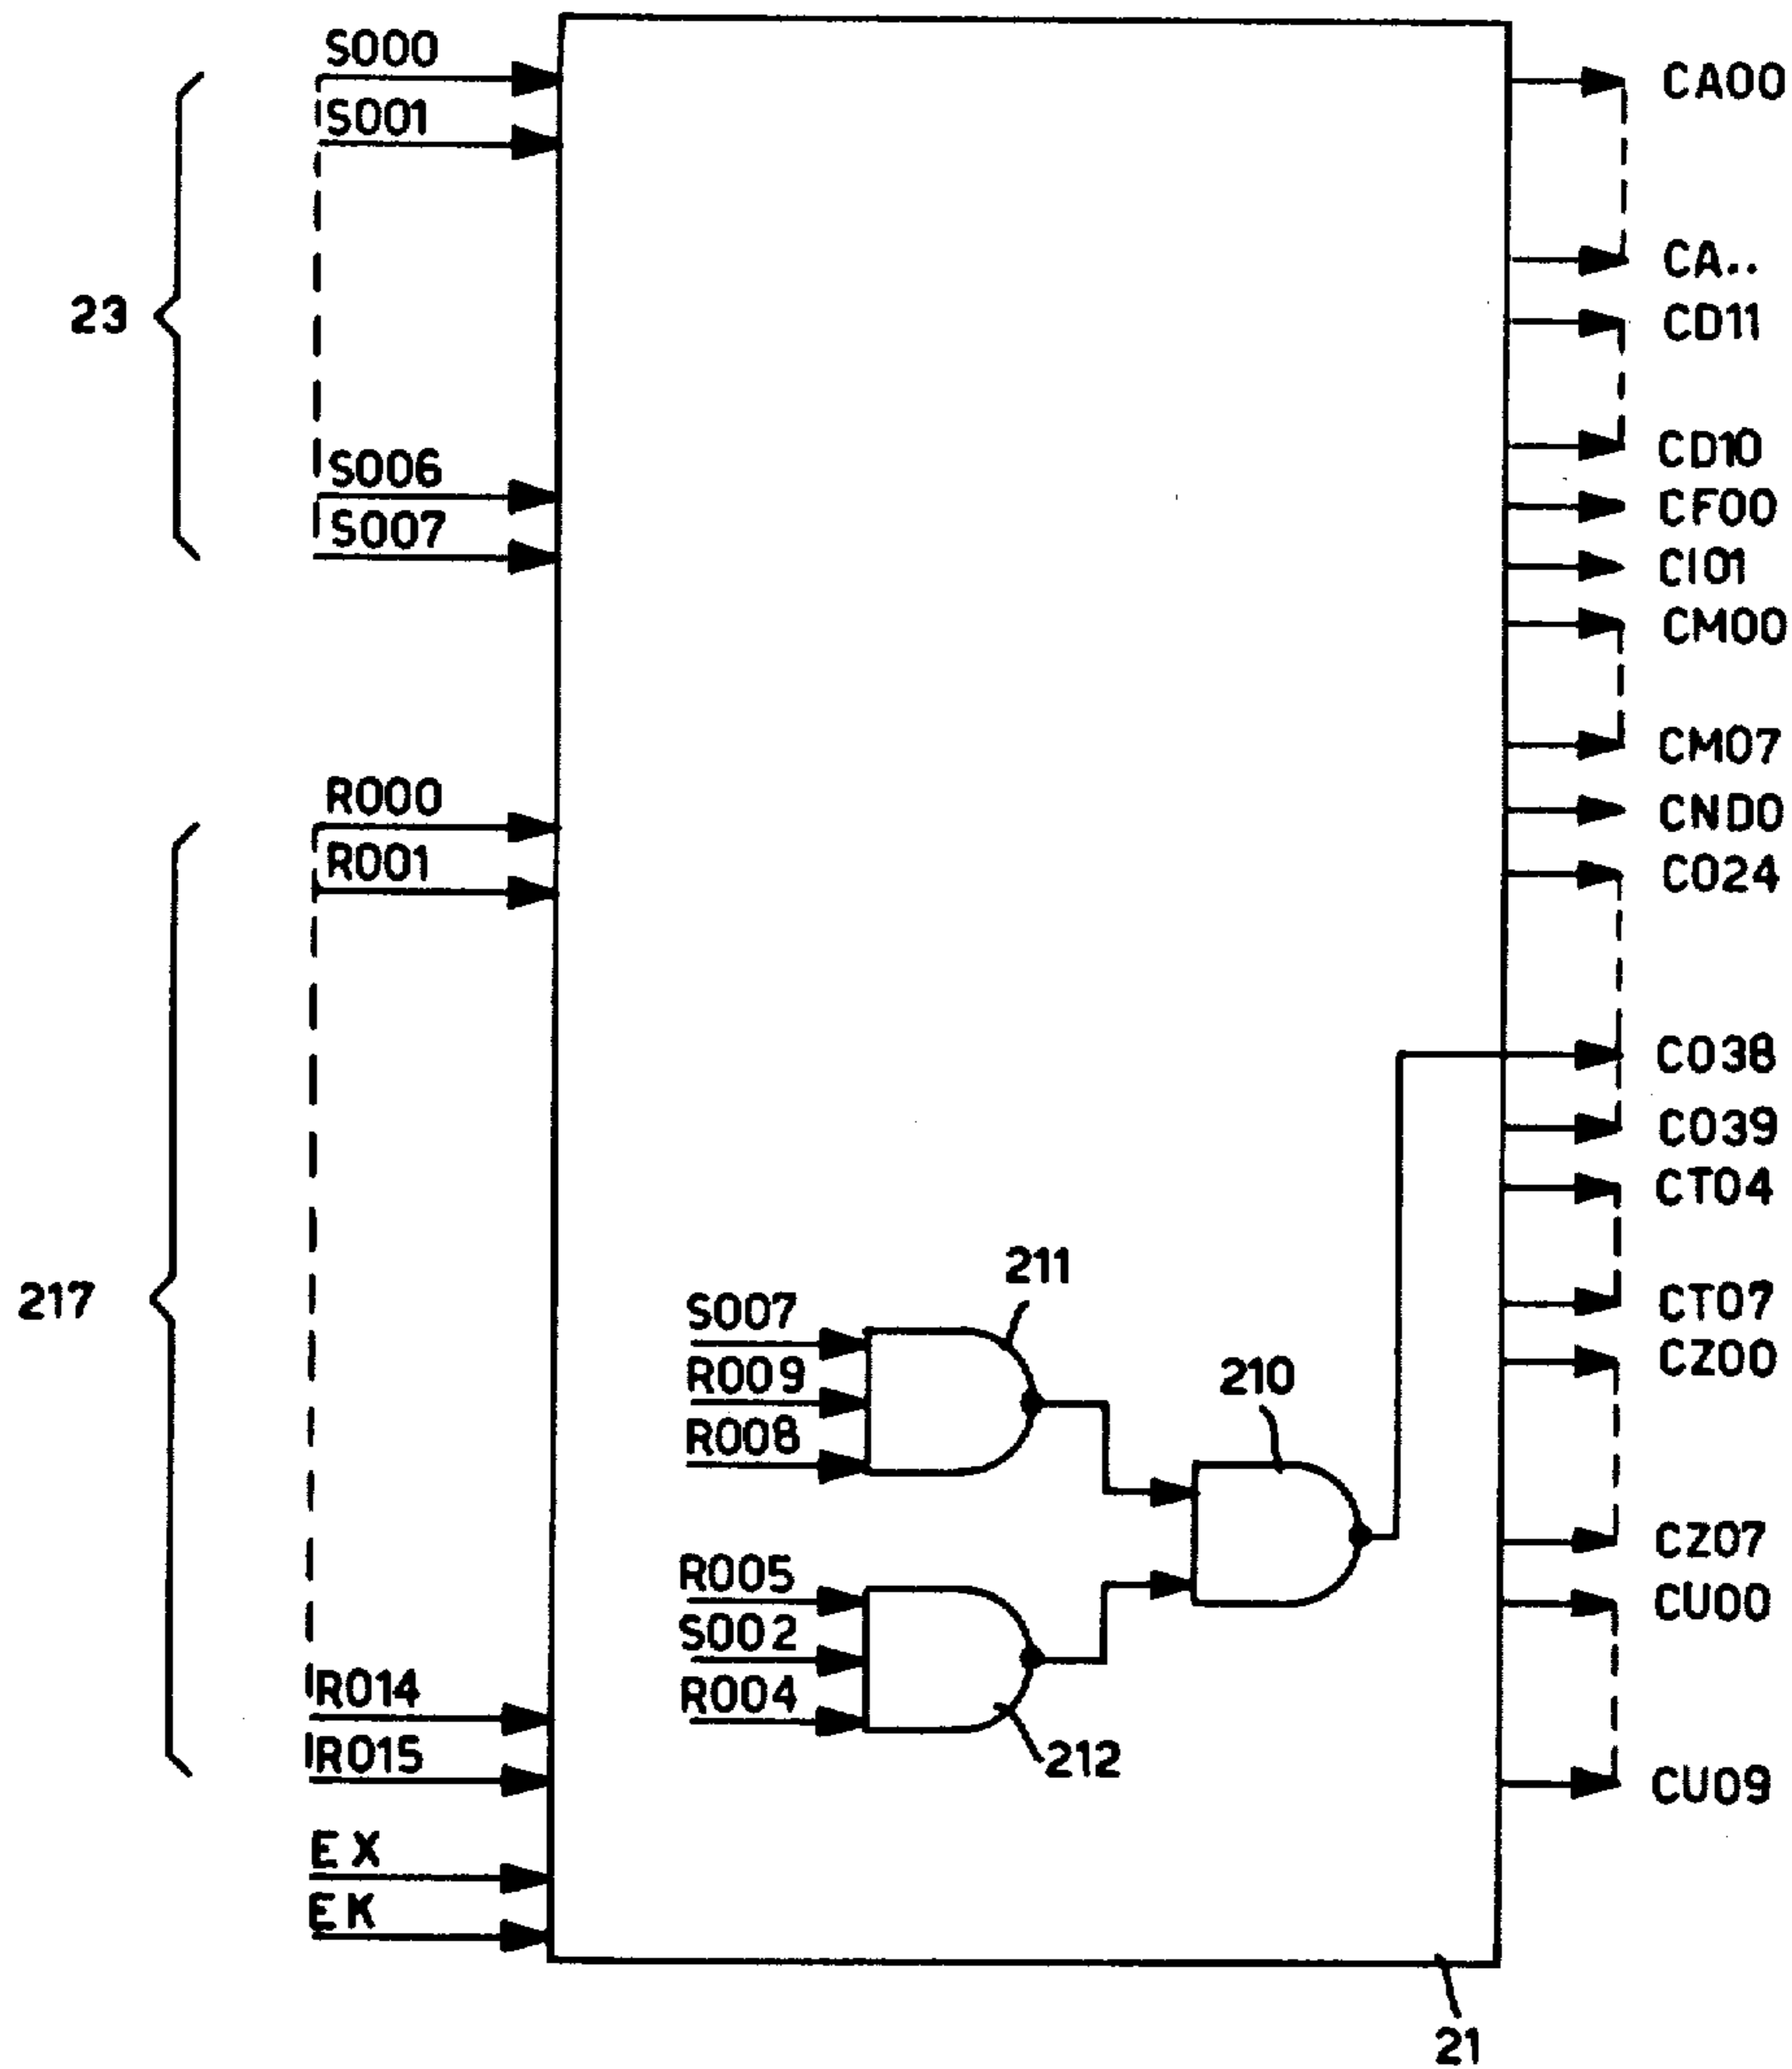 S000
S001
23
S006
S007
R000
R001
217
R014
R015
EX
EK
211
S007
R009
R008
210
R005
S002
R004
212
CA00
CA..
CD11
CD10
CF00
CI01
CM00
CM07
CND0
C024
C038
C039
CT04
CT07
CZ00
CZ07
CU00
CU09
21